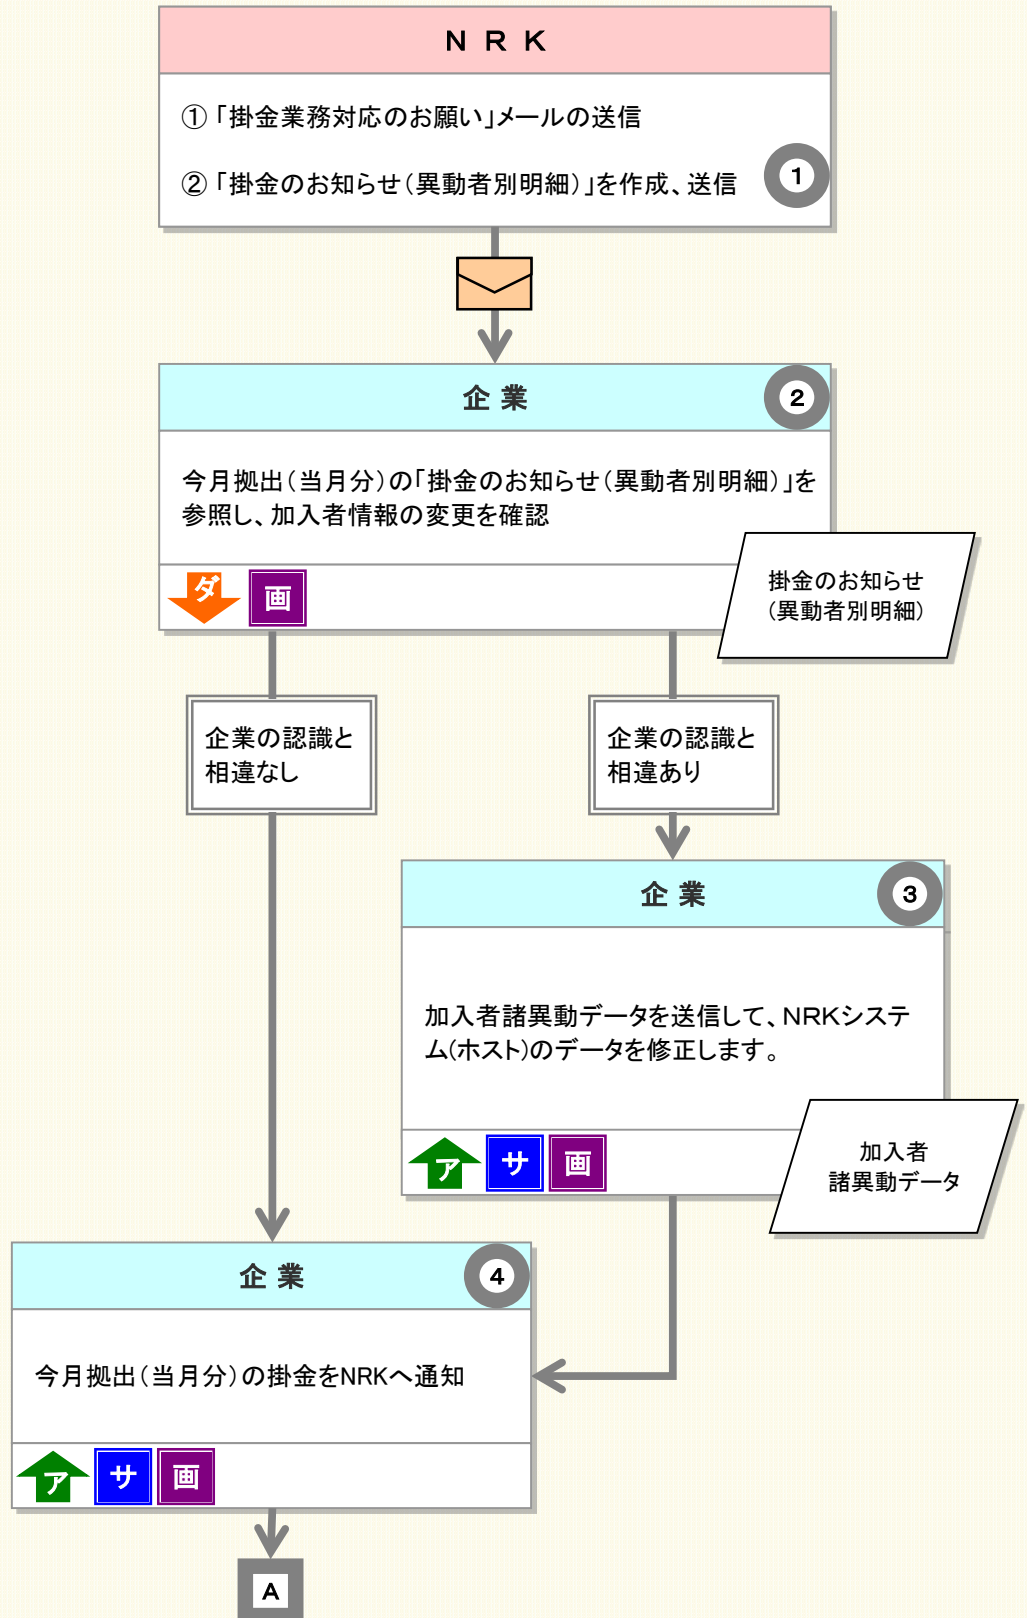 ＮＲＫ
①「掛金業務対応のお願い」メールの送信
②「掛金のお知らせ（異動者別明細）」を作成、送信
1
企業
2
今月拠出（当月分）の「掛金のお知らせ（異動者別明細）」を
参照し、加入者情報の変更を確認
ダ
画
掛金のお知らせ
（異動者別明細）
企業の認識と
相違なし
企業の認識と
相違あり
企業
3
加入者諸異動データを送信して、NRKシステ
ム(ホスト)のデータを修正します。
ア
サ
画
加入者
諸異動データ
企業
4
今月拠出（当月分）の掛金をNRKへ通知
ア
サ
画
A